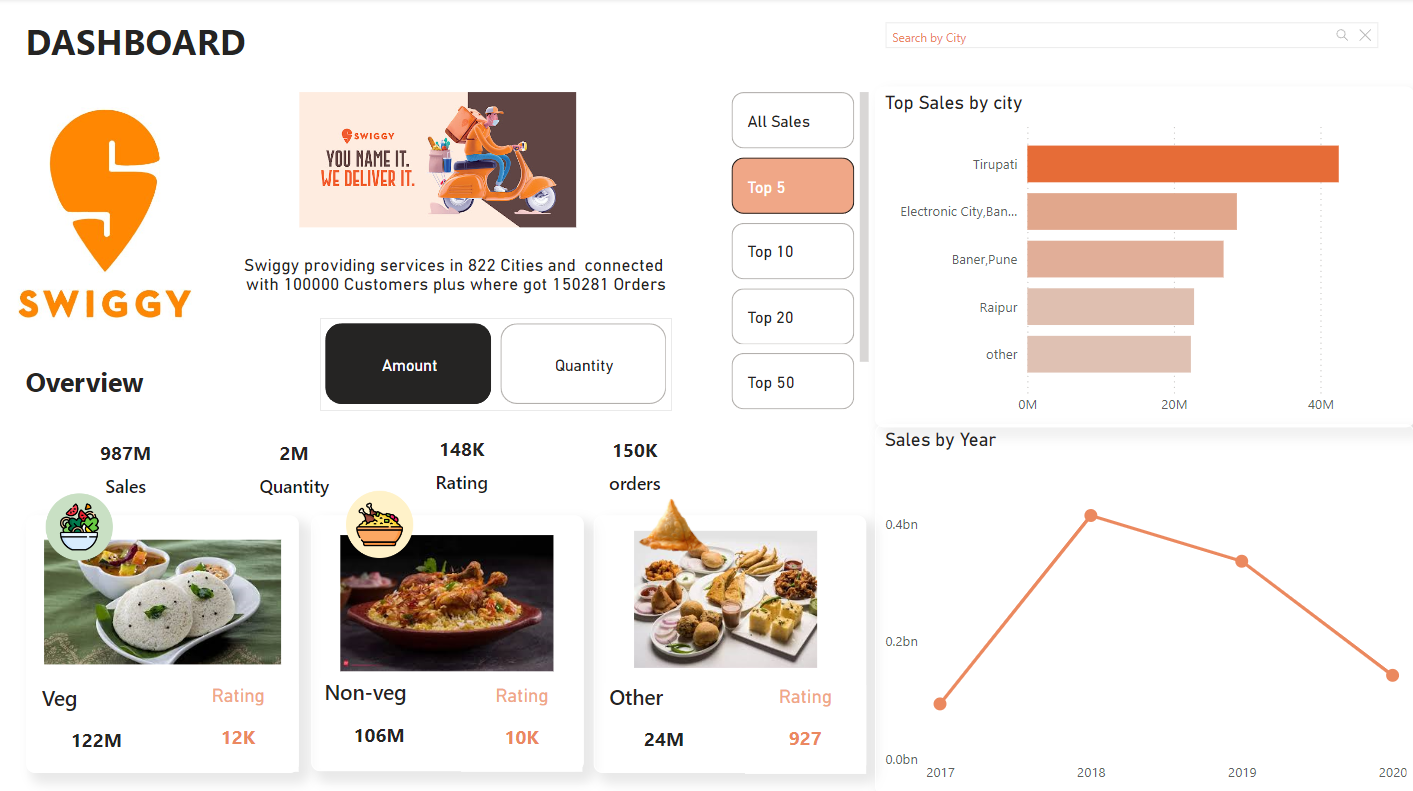 DASHBOARD
Search by City
SWIGGY
YOU NAME IT.
WE DELIVER IT.
SWIGGY
Swiggy providing services in 822 Cities and connected
with 100000 Customers plus where got 150281 Orders
Amount
Quantity
All Sales
Top 5
Top 10
Top 20
Top 50
Overview
987M
Sales
2M
Quantity
148K
Rating
150K
orders
Veg
Rating
122M
12K
Non-veg
Rating
106M
10K
Other
Rating
24M
927
Top Sales by city
Tirupati
Electronic City,Ban...
Baner,Pune
Raipur
other
0M 20M 40M
Sales by Year
0.4bn
0.2bn
0.0bn
2017 2018 2019 2020